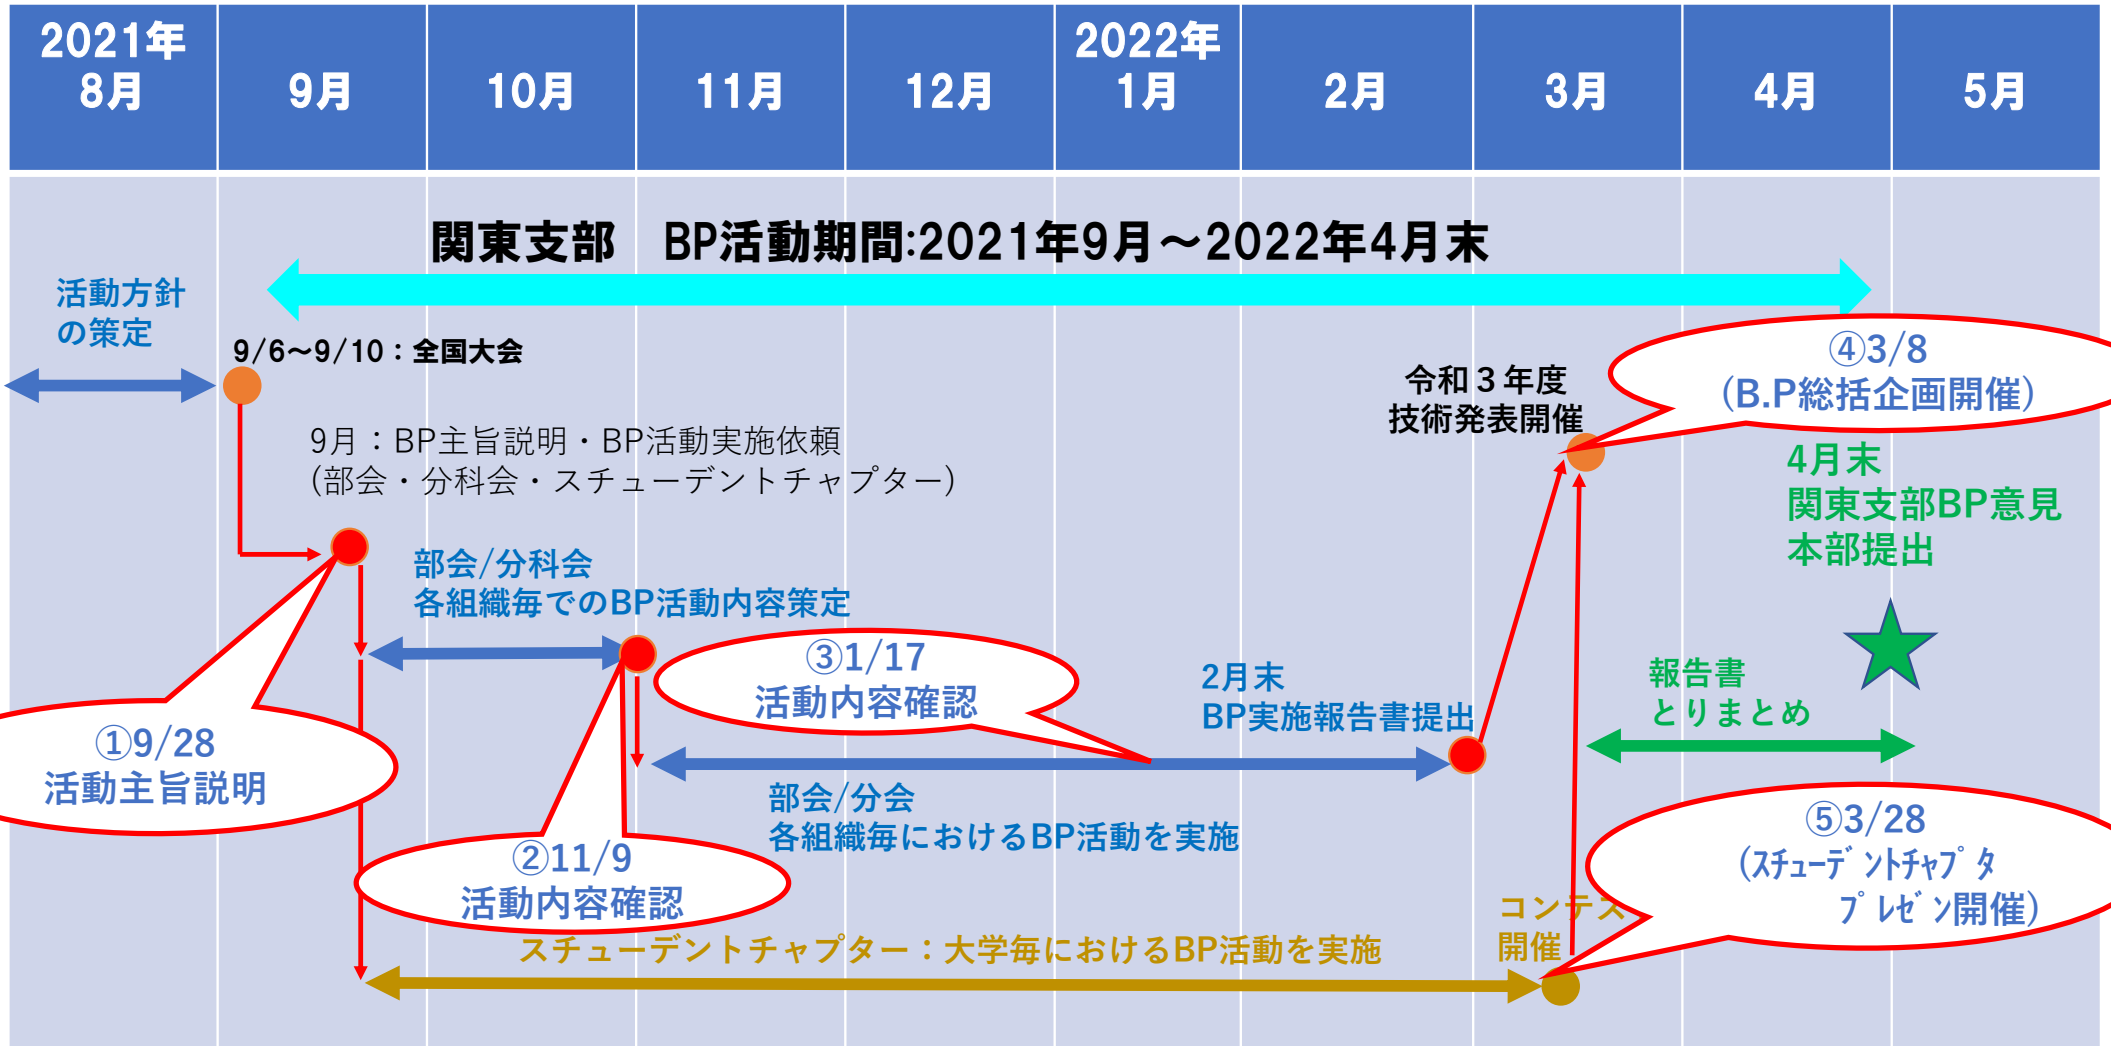 2021年
8月
9月
10月
11月
12月
2022年
1月
2月
3月
4月
5月
関東支部　BP活動期間:2021年9月～2022年4月末
活動方針
の策定
9/6～9/10：全国大会
9月：BP主旨説明・BP活動実施依頼
(部会・分科会・スチューデントチャプター)
令和３年度
技術発表開催
④3/8
(B.P総括企画開催)
4月末
関東支部BP意見
本部提出
部会/分科会
各組織毎でのBP活動内容策定
③1/17
活動内容確認
2月末
BP実施報告書提出
報告書
とりまとめ
①9/28
活動主旨説明
部会/分会
各組織毎におけるBP活動を実施
②11/9
活動内容確認
⑤3/28
(ｽﾁｭｰﾃﾞﾝﾄﾁｬﾌﾟﾀ
ﾌﾟﾚｾﾞﾝ開催)
コンテス
開催
スチューデントチャプター：大学毎におけるBP活動を実施